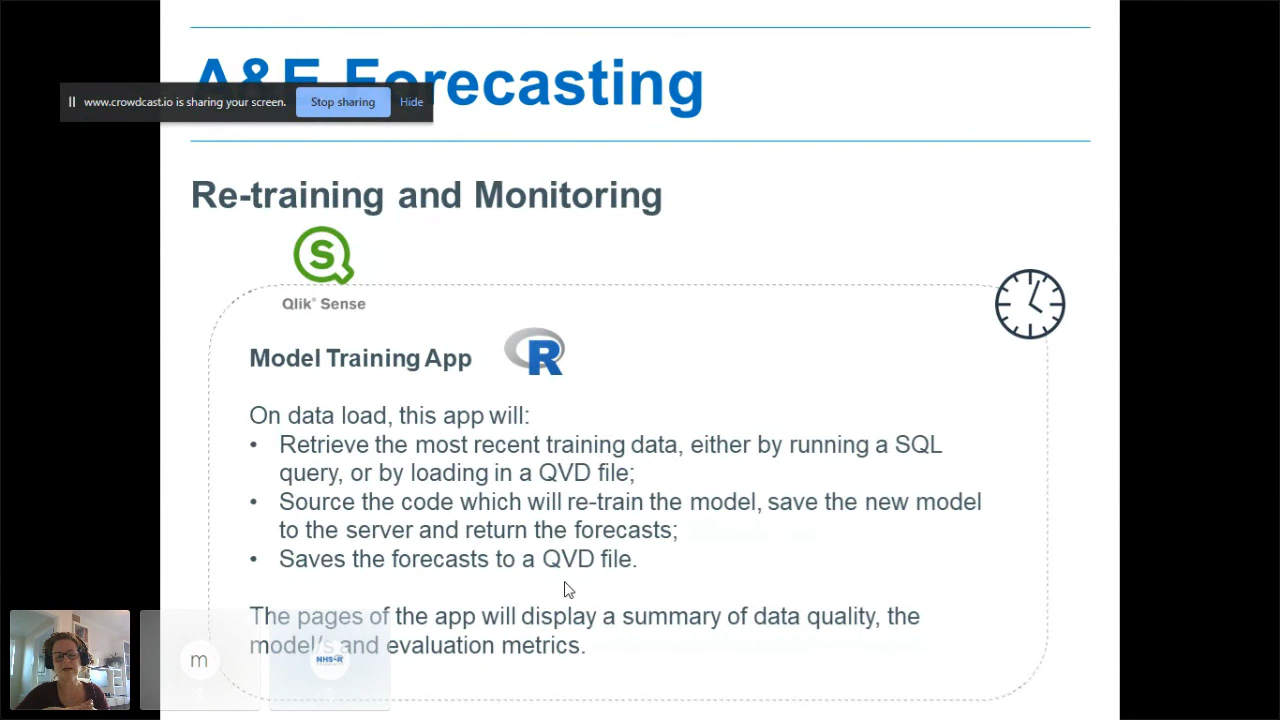 A&E Forecasting
www.crowdcast.io is sharing your screen. Stop sharing Hide
Re-training and Monitoring
S
Qlik® Sense
Model Training App R
On data load, this app will:
• Retrieve the most recent training data, either by running a SQL
query, or by loading in a QVD file;
• Source the code which will re-train the model, save the new model
to the server and return the forecasts;
• Saves the forecasts to a QVD file.
The pages of the app will display a summary of data quality, the
model/s and evaluation metrics.
m
NHS-R